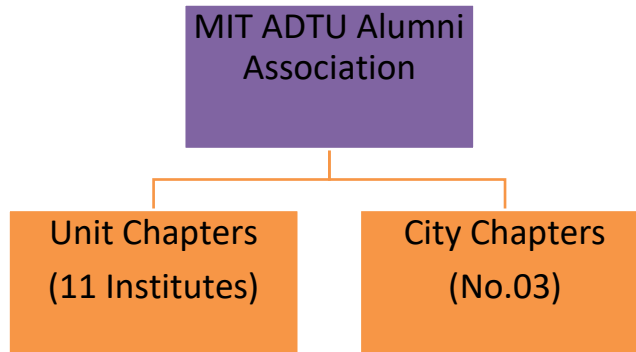 MIT ADTU Alumni
Association
Unit Chapters
(11 Institutes)
City Chapters
(No.03)